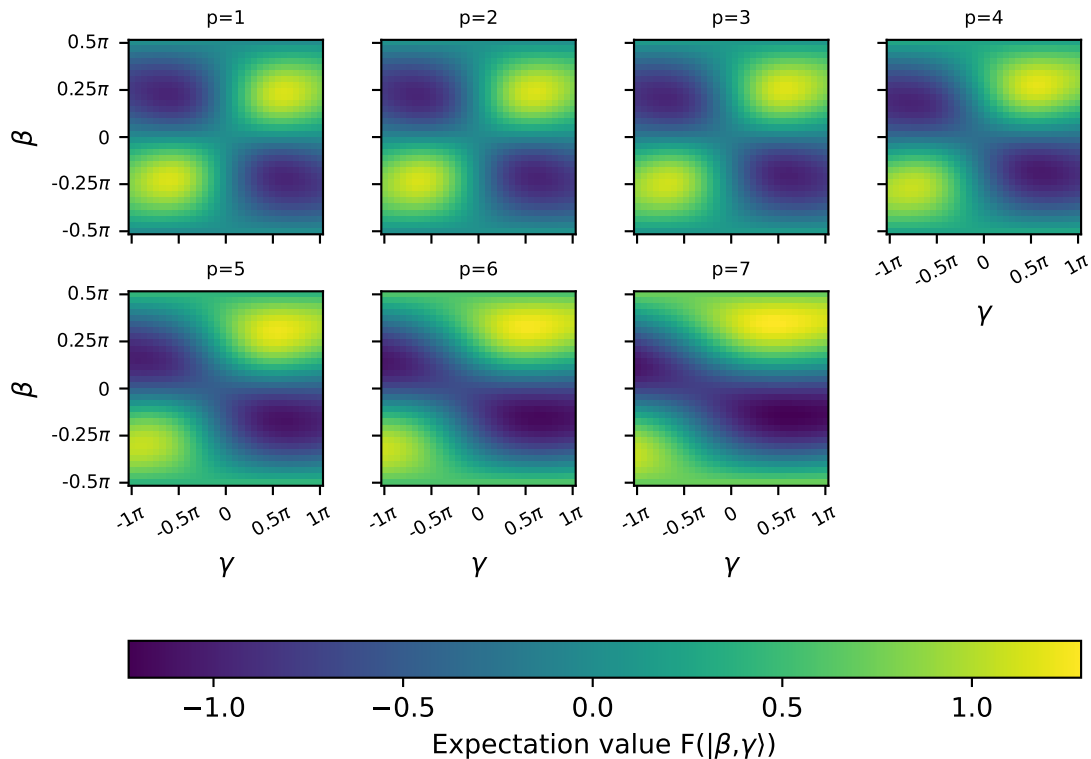 p=1 p=2 p=3 p=4
0.5π
0.25π
0
-0.25π
-0.5π
β
-1π -0.5π 0 0.5π 1π
γ
p=5 p=6 p=7
0.5π
0.25π
0
-0.25π
-0.5π
β
-1π -0.5π 0 0.5π 1π -1π -0.5π 0 0.5π 1π -1π -0.5π 0 0.5π 1π
γ γ γ
−1.0 −0.5 0.0 0.5 1.0
Expectation value F(|β,γ⟩)